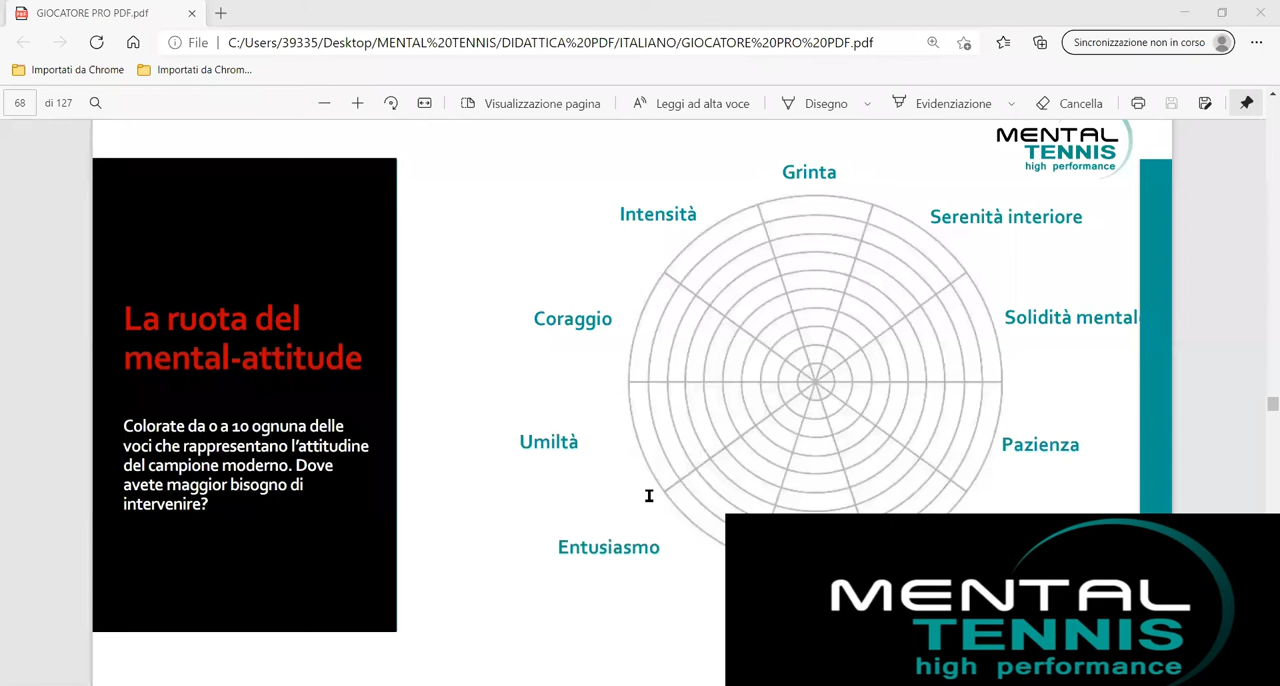 GIOCATORE PRO PDF.pdf
File | C:/Users/39335/Desktop/MENTAL%20TENNIS/DIDATTICA%20PDF/ITALIANO/GIOCATORE%20PRO%20PDF.pdf
Sincronizzazione non in corso
Importati da Chrome
Importati da Chrom...
68 di 127
Visualizzazione pagina
Leggi ad alta voce
Disegno
Evidenziazione
Cancella
MENTAL
TENNIS
high performance
La ruota del
mental-attitude
Colorate da 0 a 10 ognuna delle
voci che rappresentano l'attitudine
del campione moderno. Dove
avete maggior bisogno di
intervenire?
Grinta
Intensità
Serenità interiore
Coraggio
Solidità mental
Umiltà
Pazienza
Entusiasmo
MENTAL
TENNIS
high performance